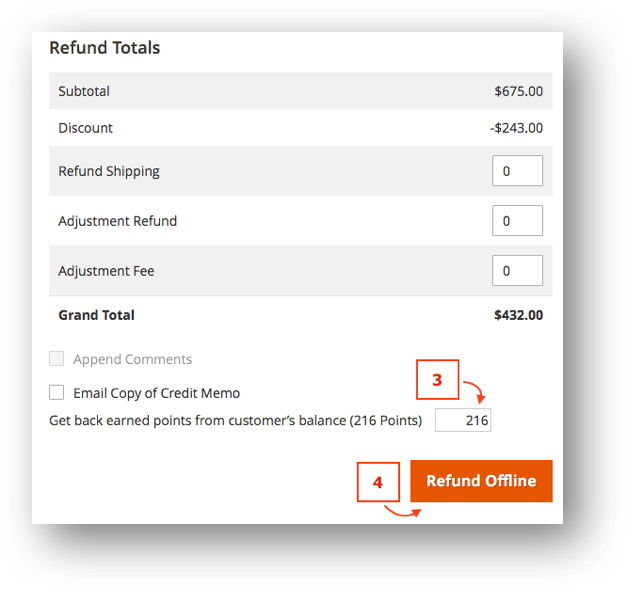 Refund Totals
Subtotal $675.00
Discount -$243.00
Refund Shipping 0
Adjustment Refund 0
Adjustment Fee 0
Grand Total $432.00
Append Comments
3
Email Copy of Credit Memo
Get back earned points from customer’s balance (216 Points) 216
4 Refund Offline